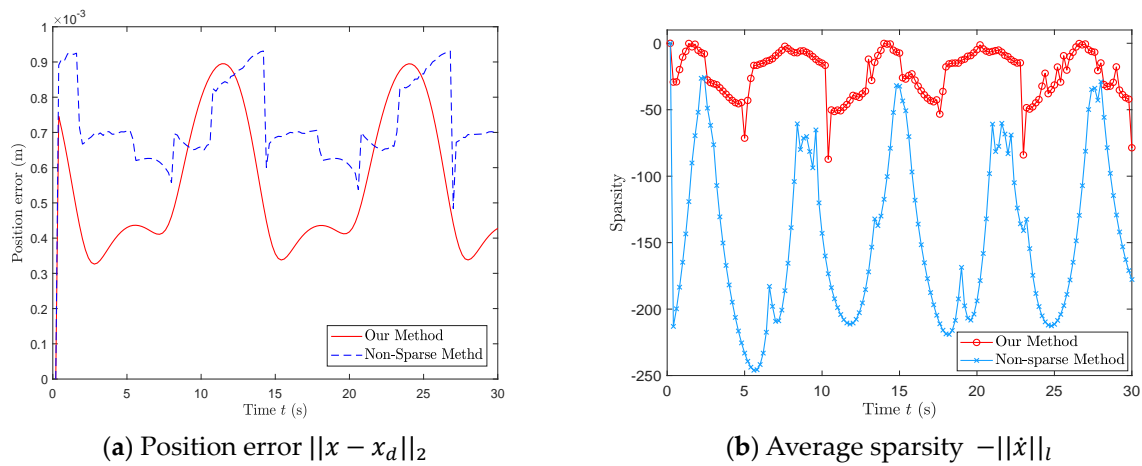 ×10⁻³
1
0.9
0.8
0.7
0.6
0.5
0.4
0.3
0.2
0.1
0
Position error (m)
Our Method
Non-Sparse Methd
0 5 10 15 20 25 30
Time t (s)
(a) Position error ||x − x_d||₂
0
-50
-100
-150
-200
-250
Sparsity
Our Method
Non-sparse Method
0 5 10 15 20 25 30
Time t (s)
(b) Average sparsity −||ẋ||_l